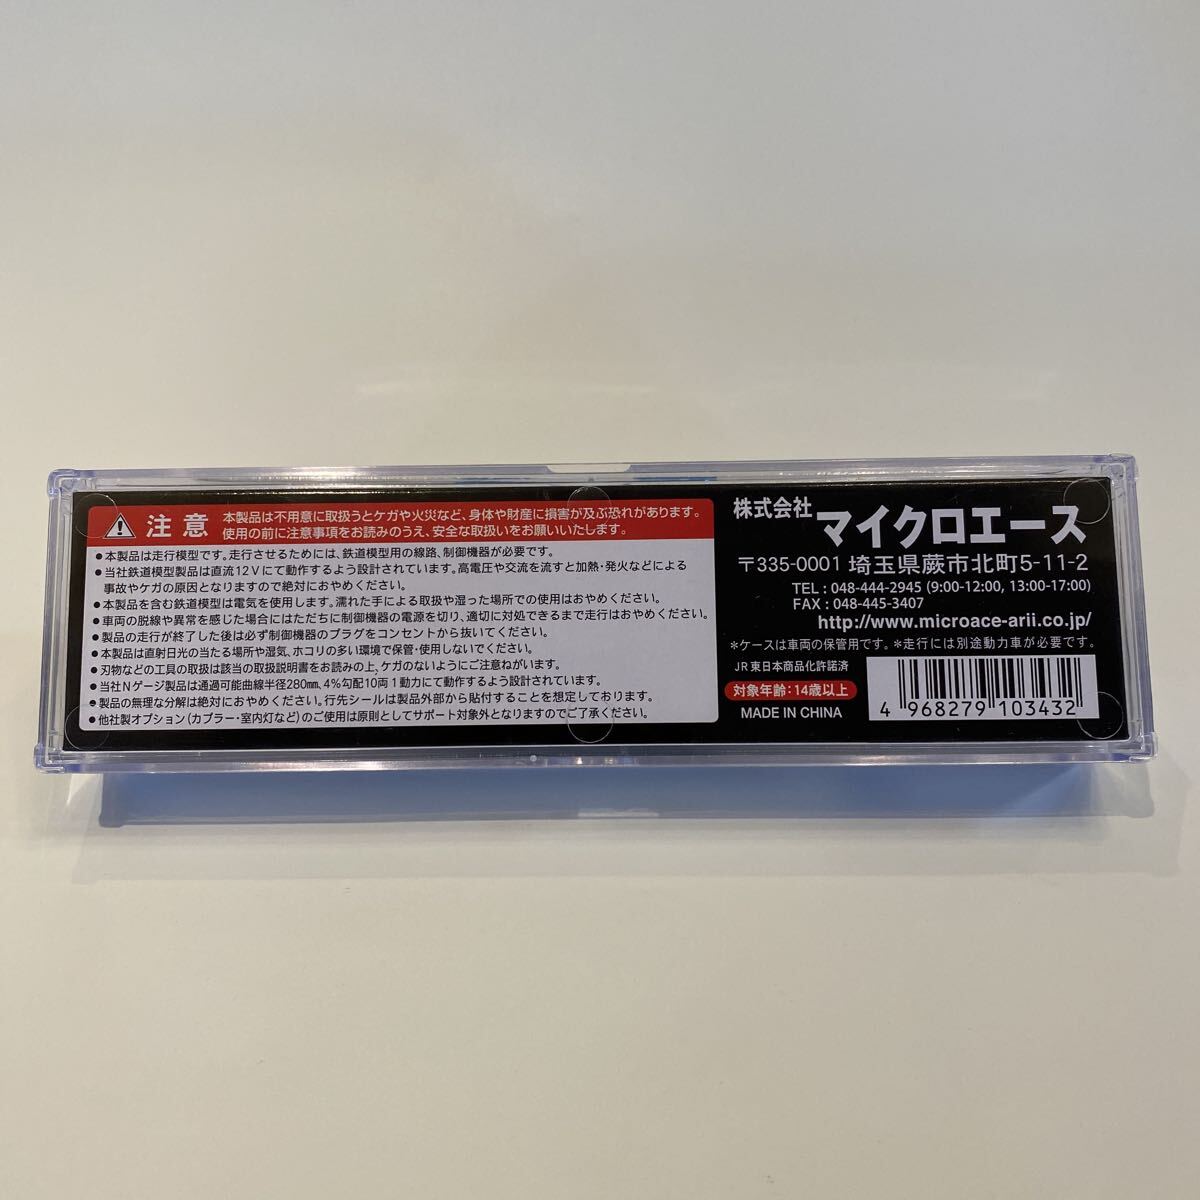 注意
本製品は不用意に取扱うとケガや火災など、身体や財産に損害が及ぶ恐れがあります。
使用の前に注意事項をお読みのうえ、安全な取扱いをお願いいたします。
●本製品は走行模型です。走行させるためには、鉄道模型用の線路、制御機器が必要です。
●当社鉄道模型製品は直流12Vにて動作するよう設計されています。高電圧や交流を流すと加熱・発火などによる
事故やケガの原因となりますので絶対におやめください。
●本製品を含む鉄道模型は電気を使用します。濡れた手による取扱や湿った場所での使用はおやめください。
●車両の脱線や異常を感じた場合にはただちに制御機器の電源を切り、適切に対処できるまで走行はおやめください。
●製品の走行が終了した後は必ず制御機器のプラグをコンセントから抜いてください。
●本製品は直射日光の当たる場所や湿気、ホコリの多い環境で保管・使用しないでください。
●刃物などの工具の取扱は該当の取扱説明書をお読みの上、ケガのないようにご注意ねがいます。
●当社Nゲージ製品は通過可能曲線半径280mm、4%勾配10両1動力にて動作するよう設計されています。
●製品の無理な分解は絶対におやめください。行先シールは製品外部から貼付することを想定しております。
●他社製オプション(カプラー・室内灯など)のご使用は原則としてサポート対象外となりますのでご了承ください。
株式会社マイクロエース
〒335-0001 埼玉県蕨市北町5-11-2
TEL : 048-444-2945 (9:00-12:00, 13:00-17:00)
FAX : 048-445-3407
http://www.microace-arii.co.jp/
*ケースは車両の保管用です。*走行には別途動力車が必要です。
JR東日本商品化許諾済
対象年齢:14歳以上
MADE IN CHINA
4 968279 103432